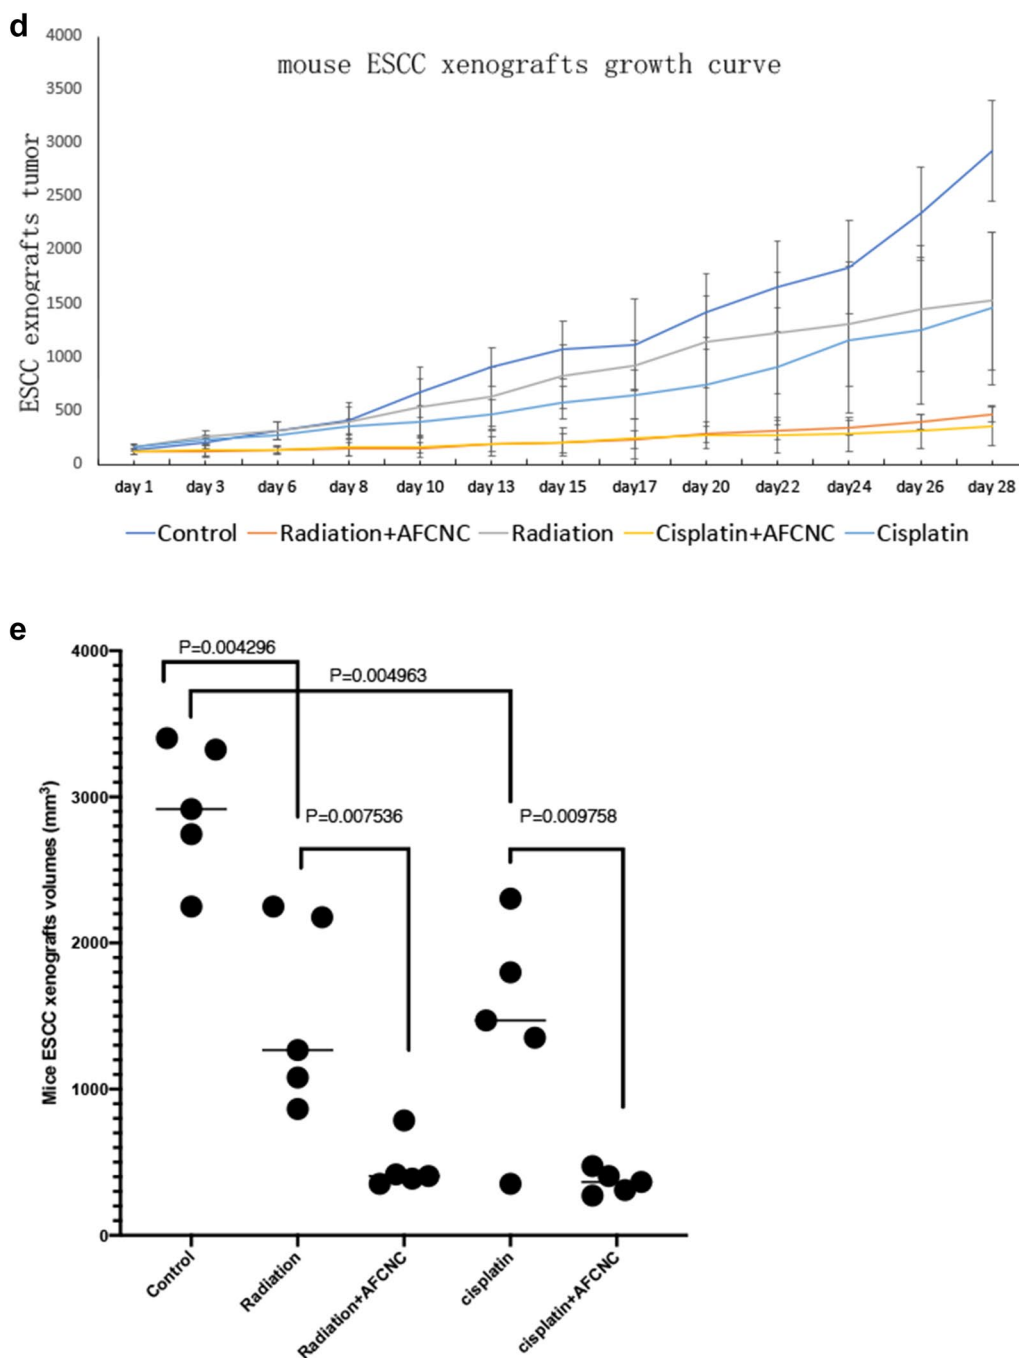 d
mouse ESCC xenografts growth curve
ESCC exnografts tumor
4000
3500
3000
2500
2000
1500
1000
500
0
day 1 day 3 day 6 day 8 day 10 day 13 day 15 day17 day 20 day22 day24 day 26 day 28
Control Radiation+AFCNC Radiation Cisplatin+AFCNC Cisplatin
e
Mice ESCC xenografts volumes (mm³)
4000
3000
2000
1000
0
P=0.004296
P=0.004963
P=0.007536
P=0.009758
Control
Radiation
Radiation+AFCNC
cisplatin
cisplatin+AFCNC